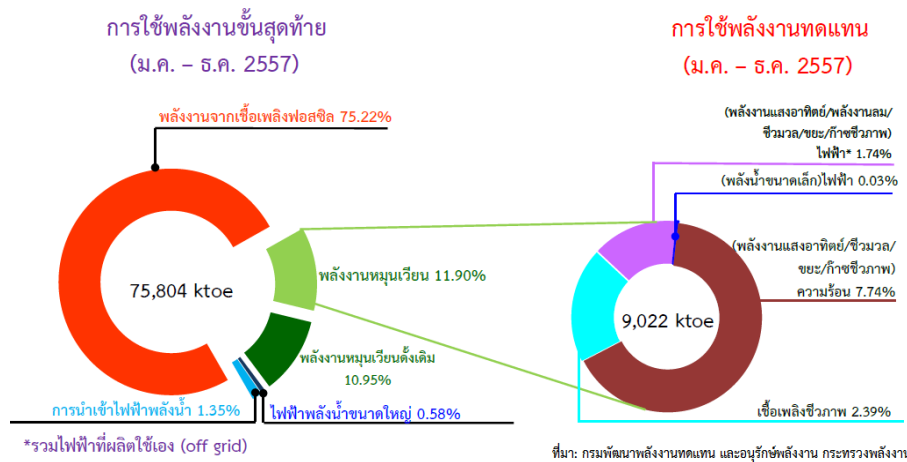 การใช้พลังงานขั้นสุดท้าย
(ม.ค. – ธ.ค. 2557)
พลังงานจากเชื้อเพลิงฟอสซิล 75.22%
75,804 ktoe
พลังงานหมุนเวียน 11.90%
พลังงานหมุนเวียนดั้งเดิม
10.95%
การนำเข้าไฟฟ้าพลังน้ำ 1.35%
ไฟฟ้าพลังน้ำขนาดใหญ่ 0.58%
*รวมไฟฟ้าที่ผลิตใช้เอง (off grid)
การใช้พลังงานทดแทน
(ม.ค. – ธ.ค. 2557)
(พลังงานแสงอาทิตย์/พลังงานลม/
ชีวมวล/ขยะ/ก๊าซชีวภาพ)
ไฟฟ้า* 1.74%
(พลังน้ำขนาดเล็ก)ไฟฟ้า 0.03%
(พลังงานแสงอาทิตย์/ชีวมวล/
ขยะ/ก๊าซชีวภาพ)
ความร้อน 7.74%
9,022 ktoe
เชื้อเพลิงชีวภาพ 2.39%
ที่มา: กรมพัฒนาพลังงานทดแทน และอนุรักษ์พลังงาน กระทรวงพลังงาน